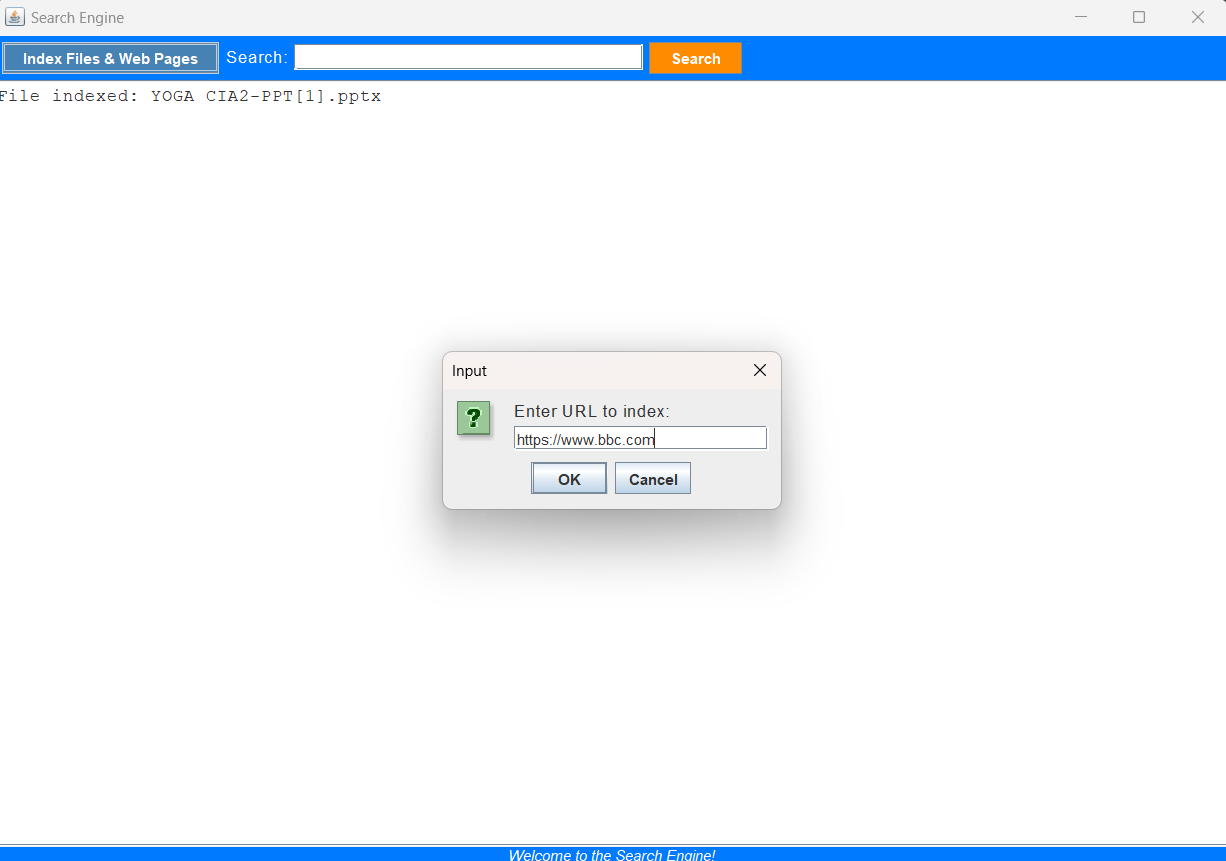 Search Engine
Index Files & Web Pages Search: Search
File indexed: YOGA CIA2-PPT[1].pptx
Input
?
Enter URL to index:
https://www.bbc.com
OK Cancel
Welcome to the Search Engine!